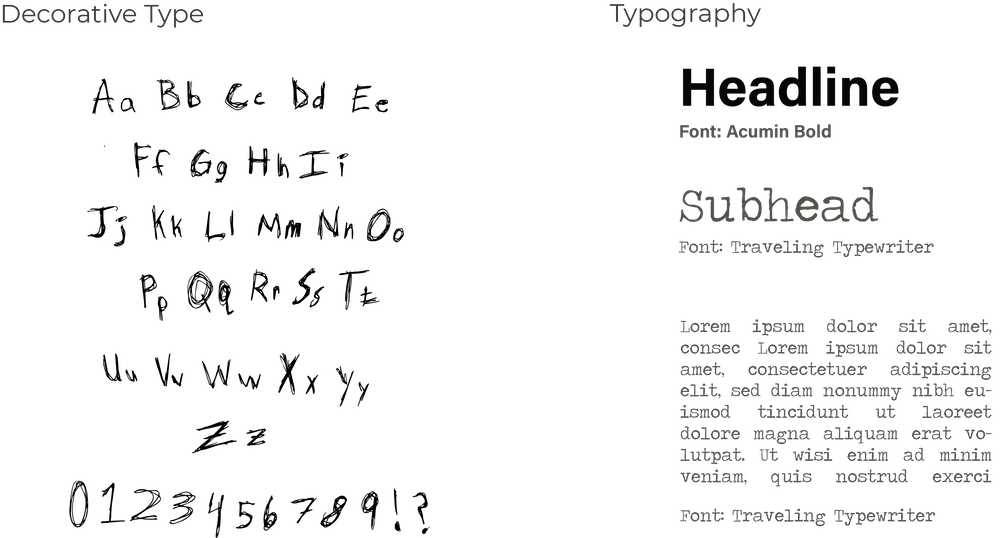 Decorative Type
Aa Bb Cc Dd Ee
Ff Gg Hh Ii
Jj Kk Ll Mm Nn Oo
Pp Qq Rr Ss Tt
Uu Vv Ww Xx Yy
Zz
0123456789!?
Typography
Headline
Font: Acumin Bold
Subhead
Font: Traveling Typewriter
Lorem ipsum dolor sit amet,
consec Lorem ipsum dolor sit
amet, consectetuer adipiscing
elit, sed diam nonummy nibh eu-
ismod tincidunt ut laoreet
dolore magna aliquam erat vo-
lutpat. Ut wisi enim ad minim
veniam, quis nostrud exerci
Font: Traveling Typewriter